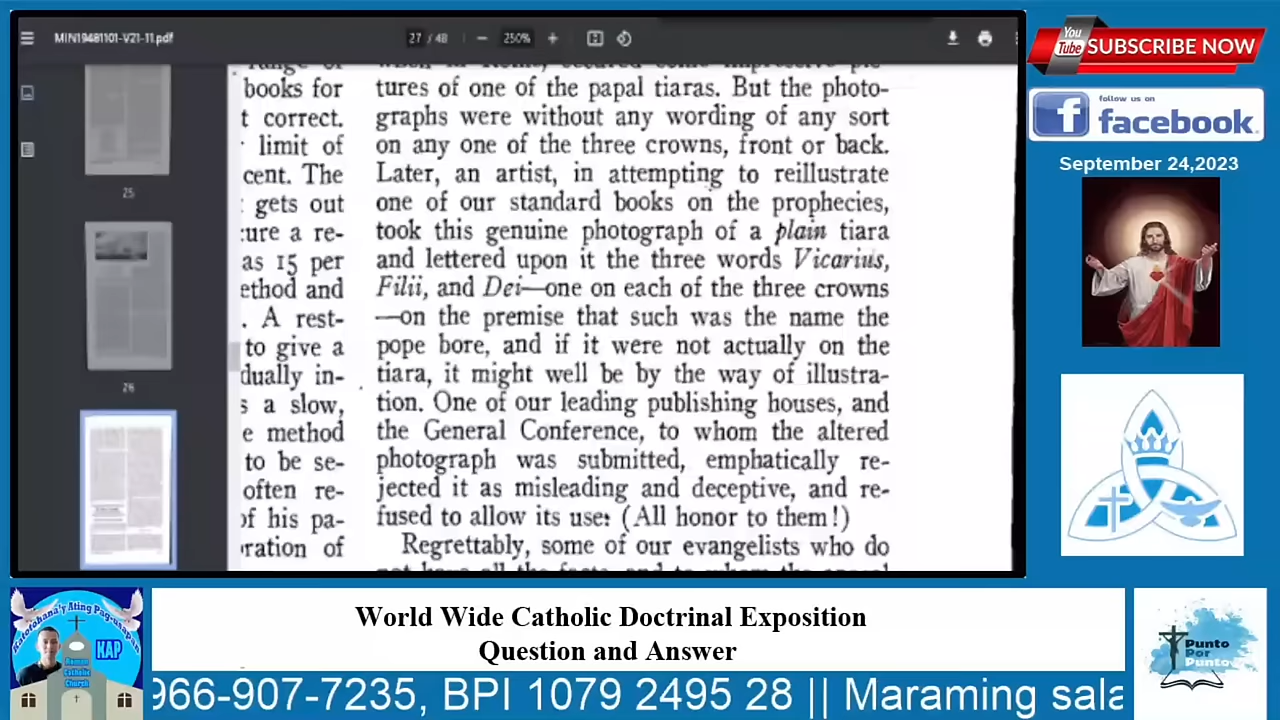 MIN19481101-V21-11.pdf
27 / 48
250%
25
26
books for
t correct.
limit of
cent. The
gets out
cure a re-
as 15 per
ethod and
. A rest-
to give a
dually in-
s a slow,
e method
to be se-
often re-
of his pa-
ration of
tures of one of the papal tiaras. But the photo-
graphs were without any wording of any sort
on any one of the three crowns, front or back.
Later, an artist, in attempting to reillustrate
one of our standard books on the prophecies,
took this genuine photograph of a plain tiara
and lettered upon it the three words Vicarius,
Filii, and Dei—one on each of the three crowns
—on the premise that such was the name the
pope bore, and if it were not actually on the
tiara, it might well be by the way of illustra-
tion. One of our leading publishing houses, and
the General Conference, to whom the altered
photograph was submitted, emphatically re-
jected it as misleading and deceptive, and re-
fused to allow its use: (All honor to them!)
Regrettably, some of our evangelists who do
You
Tube
SUBSCRIBE NOW
follow us on
facebook
September 24,2023
World Wide Catholic Doctrinal Exposition
Question and Answer
Katotohana'y Ating Pag-usapan
KAP
Roman
Catholic
Church
966-907-7235, BPI 1079 2495 28 || Maraming sala
Punto
Por
Punto